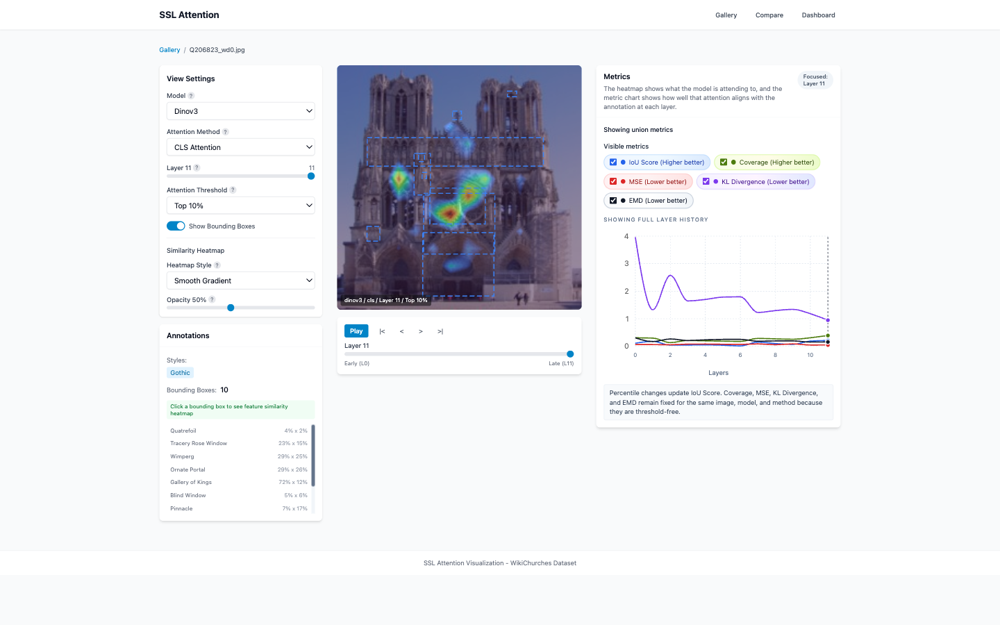 SSL Attention
Gallery
Compare
Dashboard
Gallery / Q206823_wd0.jpg
View Settings
Model ?
Dinov3
Attention Method ?
CLS Attention
Layer 11 ? 11
Attention Threshold ?
Top 10%
Show Bounding Boxes
Similarity Heatmap
Heatmap Style ?
Smooth Gradient
Opacity 50% ?
Annotations
Styles:
Gothic
Bounding Boxes: 10
Click a bounding box to see feature similarity
heatmap
Quatrefoil 4% x 2%
Tracery Rose Window 23% x 15%
Wimperg 29% x 25%
Ornate Portal 29% x 26%
Gallery of Kings 72% x 12%
Blind Window 5% x 6%
Pinnacle 7% x 17%
dinov3 / cls / Layer 11 / Top 10%
Play |< < > >|
Layer 11
Early (L0) Late (L11)
Metrics
Focused:
Layer 11
The heatmap shows what the model is attending to, and the
metric chart shows how well that attention aligns with the
annotation at each layer.
Showing union metrics
Visible metrics
IoU Score (Higher better)
Coverage (Higher better)
MSE (Lower better)
KL Divergence (Lower better)
EMD (Lower better)
SHOWING FULL LAYER HISTORY
4
3
2
1
0
0 2 4 6 8 10
Layers
Percentile changes update IoU Score. Coverage, MSE, KL Divergence,
and EMD remain fixed for the same image, model, and method because
they are threshold-free.
SSL Attention Visualization - WikiChurches Dataset